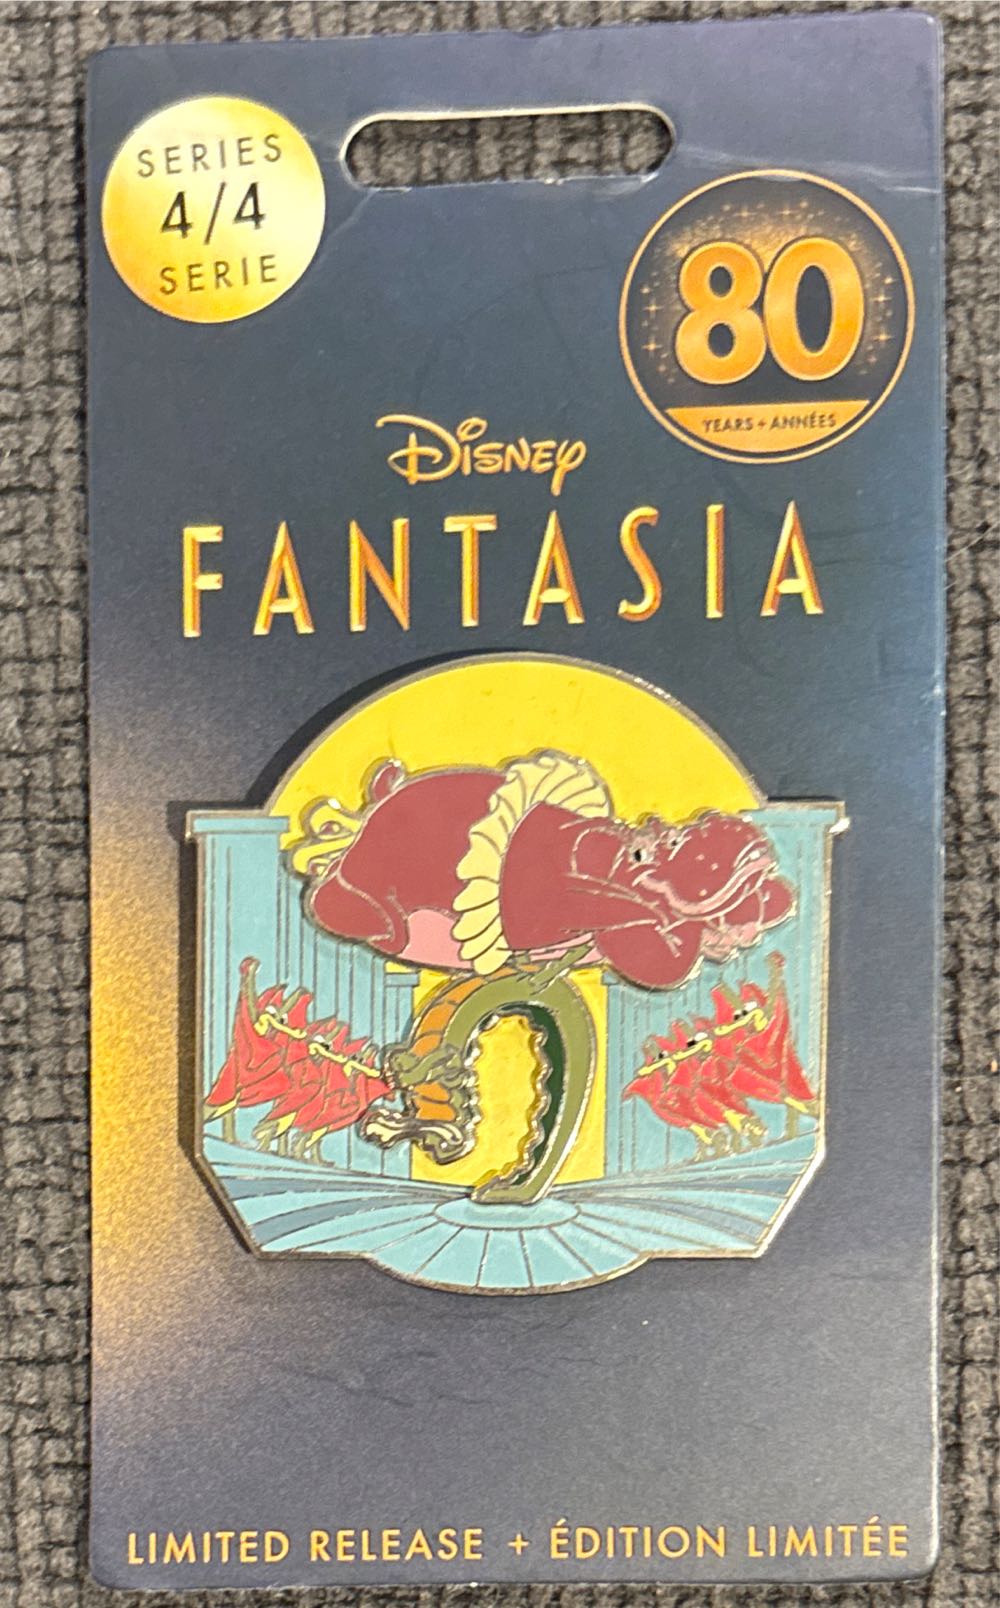 SERIES
4/4
SERIE
80
YEARS + ANNÉES
Disney
FANTASIA
LIMITED RELEASE + ÉDITION LIMITÉE